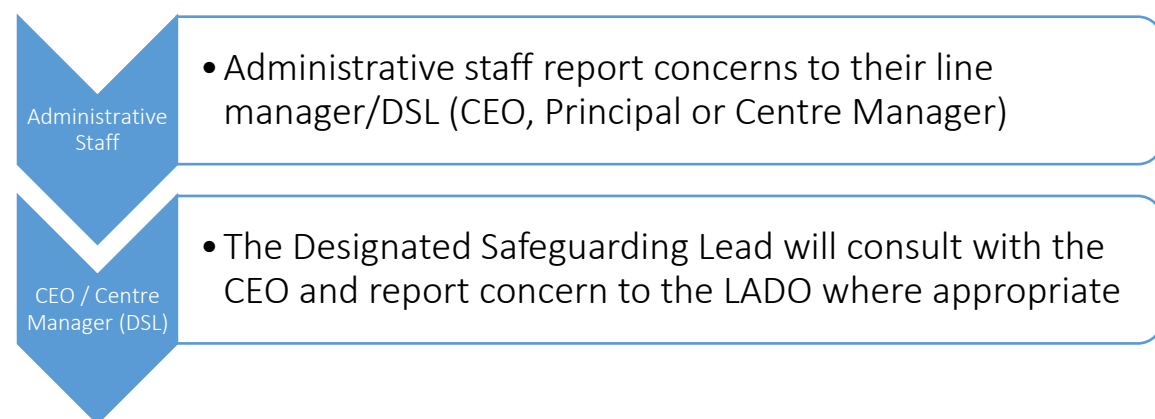 Administrative
Staff
• Administrative staff report concerns to their line
manager/DSL (CEO, Principal or Centre Manager)
CEO / Centre
Manager (DSL)
• The Designated Safeguarding Lead will consult with the
CEO and report concern to the LADO where appropriate